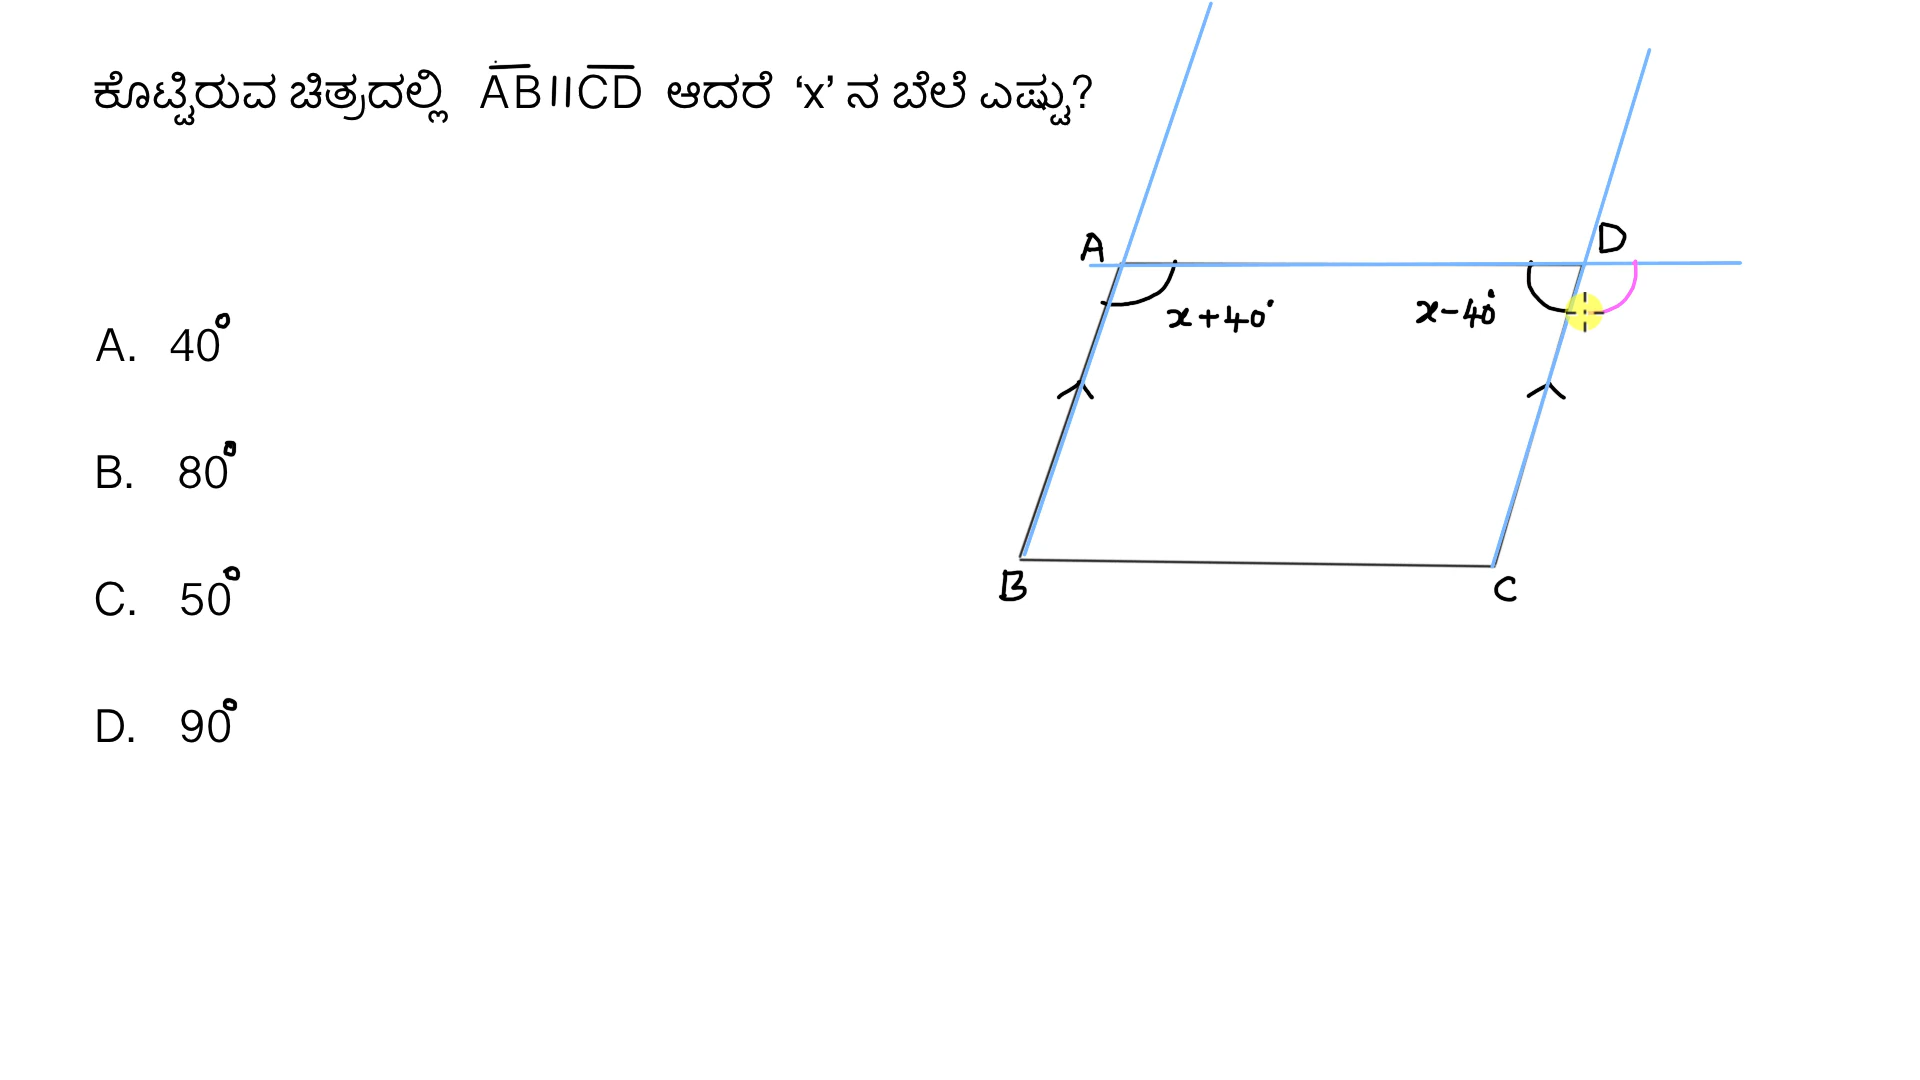 ಕೊಟ್ಟಿರುವ ಚಿತ್ರದಲ್ಲಿ AB||CD ಆದರೆ ‘x’ ನ ಬೆಲೆ ಎಷ್ಟು?
A D
x+40° x-40°
A. 40°
B. 80°
B C
C. 50°
D. 90°